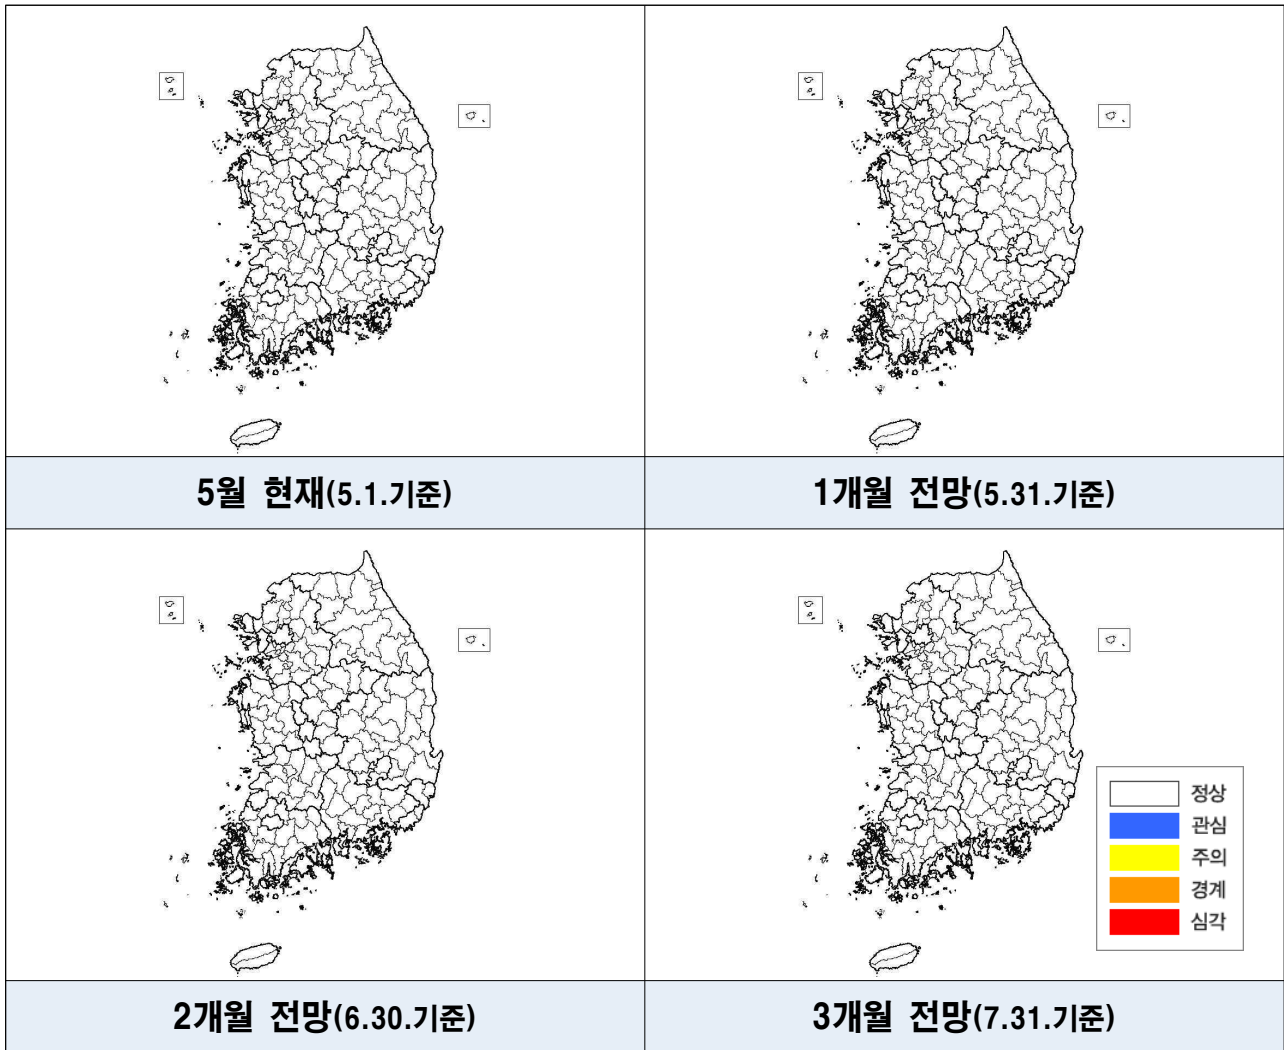 5월 현재(5.1.기준)
1개월 전망(5.31.기준)
정상
관심
주의
경계
심각
2개월 전망(6.30.기준)
3개월 전망(7.31.기준)